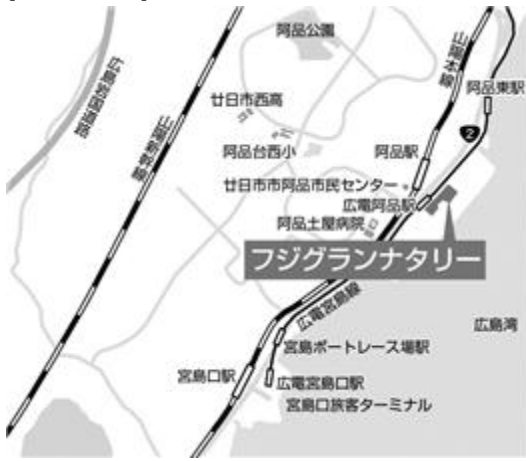 阿品公園
山陽本線
広島岩国道路
山陽新幹線
阿品東駅
廿日市西高
2
阿品台西小
阿品駅
廿日市市阿品市民センター
広電阿品駅
阿品土屋病院
フジグランナタリー
広電宮島線
広島湾
宮島ボートレース場駅
宮島口駅
広電宮島口駅
宮島口旅客ターミナル